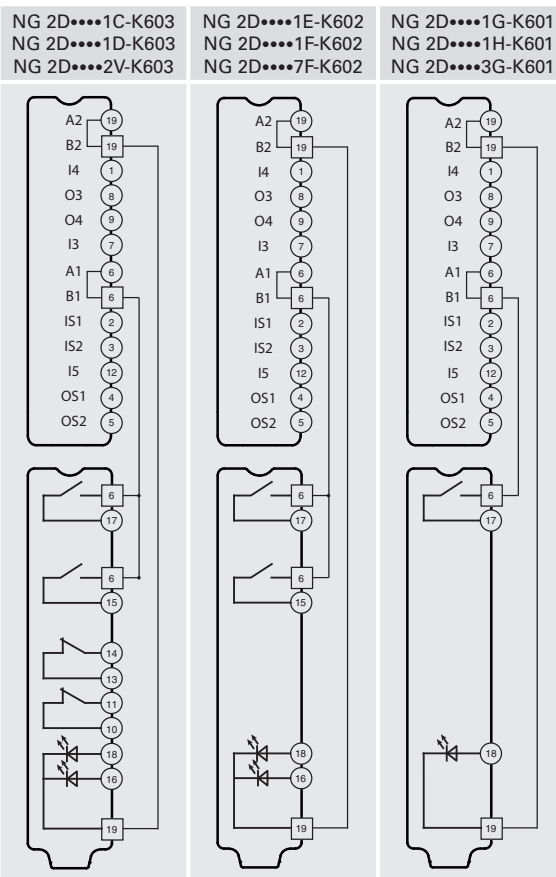 NG 2D••••1C-K603
NG 2D••••1D-K603
NG 2D••••2V-K603
A2 19
B2 19
I4 1
O3 8
O4 9
I3 7
A1 6
B1 6
IS1 2
IS2 3
I5 12
OS1 4
OS2 5
6
17
6
15
14
13
11
10
18
16
19
NG 2D••••1E-K602
NG 2D••••1F-K602
NG 2D••••7F-K602
A2 19
B2 19
I4 1
O3 8
O4 9
I3 7
A1 6
B1 6
IS1 2
IS2 3
I5 12
OS1 4
OS2 5
6
17
6
15
18
16
19
NG 2D••••1G-K601
NG 2D••••1H-K601
NG 2D••••3G-K601
A2 19
B2 19
I4 1
O3 8
O4 9
I3 7
A1 6
B1 6
IS1 2
IS2 3
I5 12
OS1 4
OS2 5
6
17
18
19